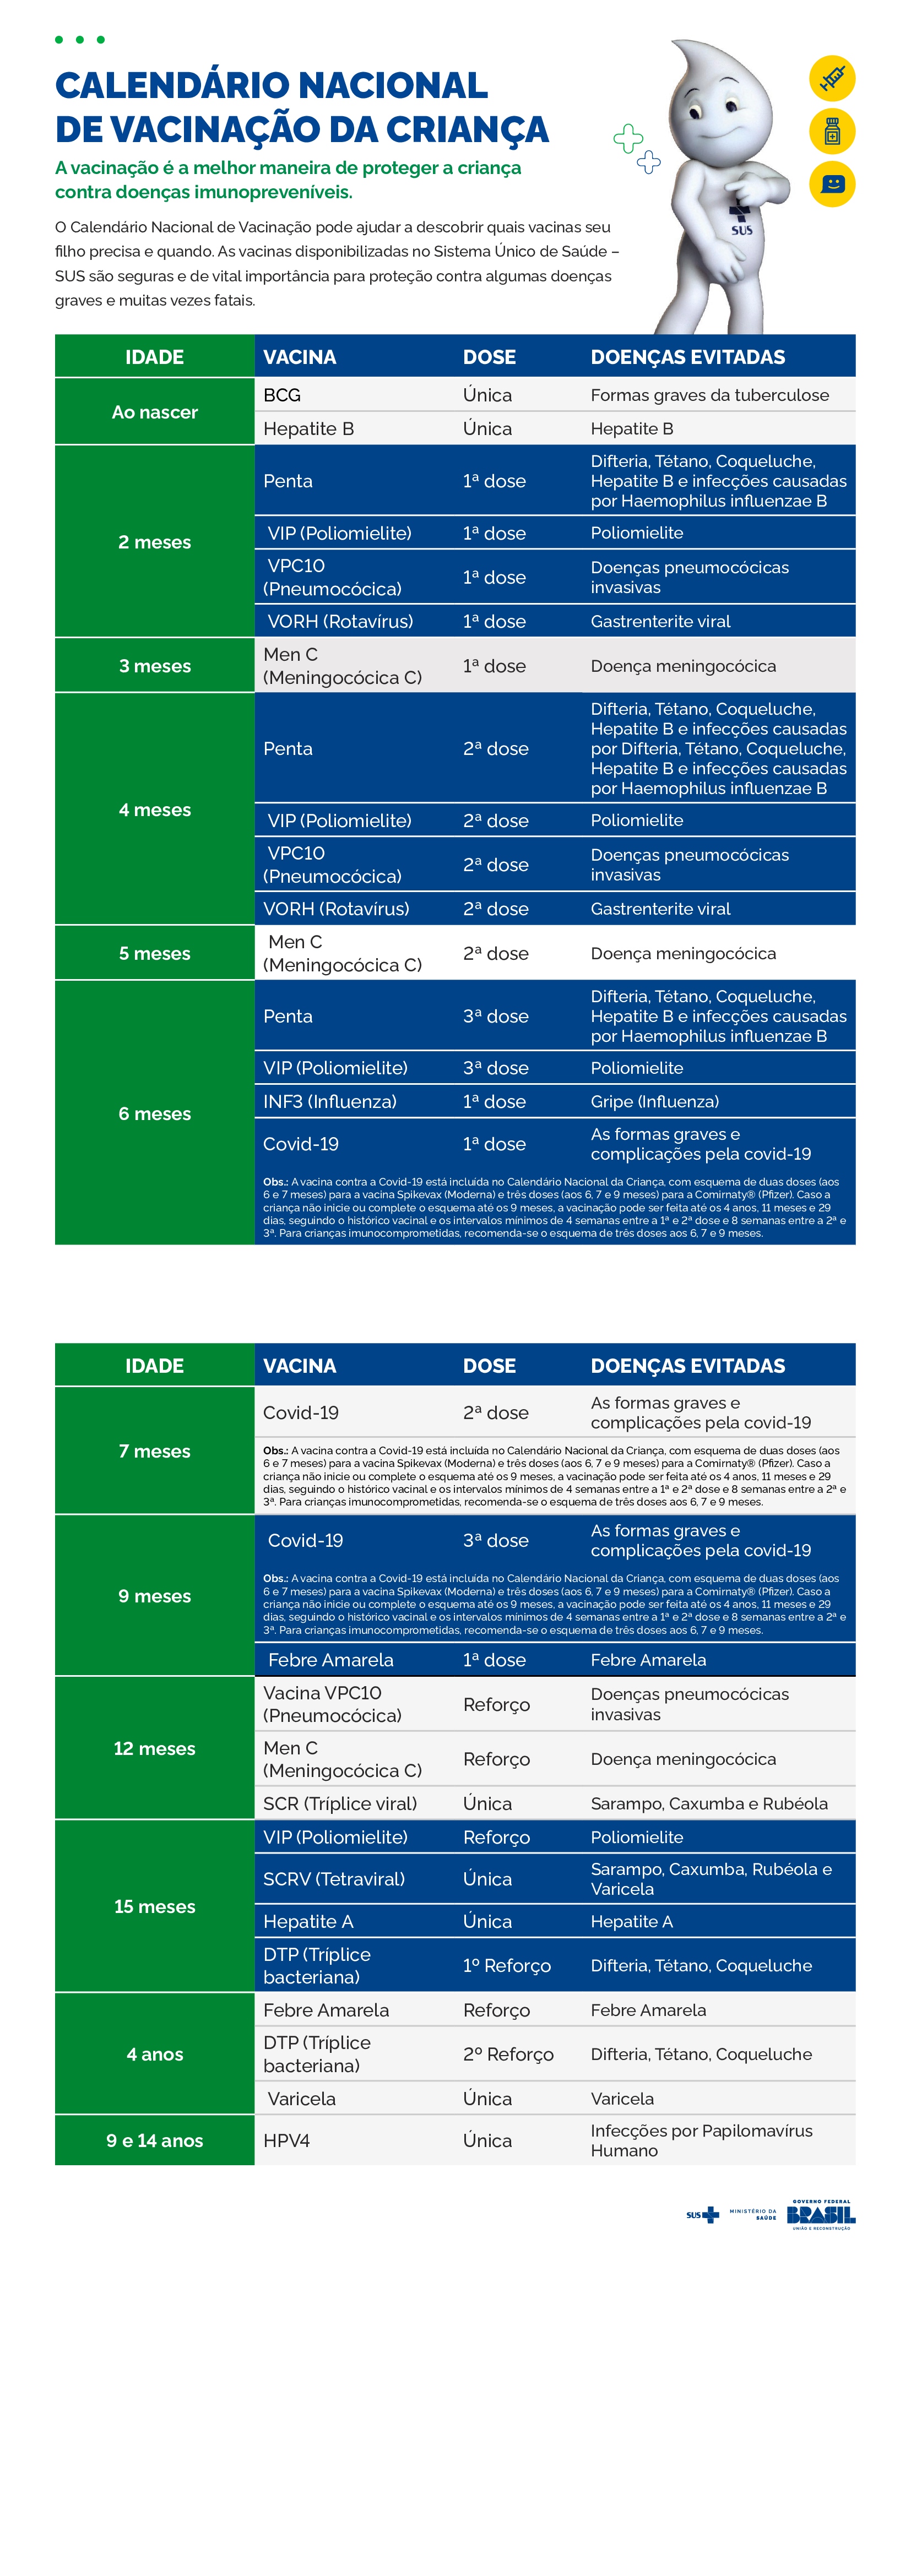 CALENDÁRIO NACIONAL
DE VACINAÇÃO DA CRIANÇA
A vacinação é a melhor maneira de proteger a criança
contra doenças imunopreveníveis.
O Calendário Nacional de Vacinação pode ajudar a descobrir quais vacinas seu
filho precisa e quando. As vacinas disponibilizadas no Sistema Único de Saúde –
SUS são seguras e de vital importância para proteção contra algumas doenças
graves e muitas vezes fatais.
SUS
IDADE VACINA DOSE DOENÇAS EVITADAS
Ao nascer
BCG Única Formas graves da tuberculose
Hepatite B Única Hepatite B
2 meses
Penta 1ª dose
Difteria, Tétano, Coqueluche,
Hepatite B e infecções causadas
por Haemophilus influenzae B
VIP (Poliomielite) 1ª dose Poliomielite
VPC10
(Pneumocócica)
1ª dose
Doenças pneumocócicas
invasivas
VORH (Rotavírus) 1ª dose Gastrenterite viral
3 meses
Men C
(Meningocócica C)
1ª dose
Doença meningocócica
4 meses
Penta 2ª dose
Difteria, Tétano, Coqueluche,
Hepatite B e infecções causadas
por Difteria, Tétano, Coqueluche,
Hepatite B e infecções causadas
por Haemophilus influenzae B
VIP (Poliomielite) 2ª dose Poliomielite
VPC10
(Pneumocócica)
2ª dose
Doenças pneumocócicas
invasivas
VORH (Rotavírus) 2ª dose Gastrenterite viral
5 meses
Men C
(Meningocócica C)
2ª dose
Doença meningocócica
6 meses
Penta 3ª dose
Difteria, Tétano, Coqueluche,
Hepatite B e infecções causadas
por Haemophilus influenzae B
VIP (Poliomielite) 3ª dose Poliomielite
INF3 (Influenza) 1ª dose Gripe (Influenza)
Covid-19 1ª dose
As formas graves e
complicações pela covid-19
Obs.: A vacina contra a Covid-19 está incluída no Calendário Nacional da Criança, com esquema de duas doses (aos
6 e 7 meses) para a vacina Spikevax (Moderna) e três doses (aos 6, 7 e 9 meses) para a Comirnaty® (Pfizer). Caso a
criança não inicie ou complete o esquema até os 9 meses, a vacinação pode ser feita até os 4 anos, 11 meses e 29
dias, seguindo o histórico vacinal e os intervalos mínimos de 4 semanas entre a 1ª e 2ª dose e 8 semanas entre a 2ª e
3ª. Para crianças imunocomprometidas, recomenda-se o esquema de três doses aos 6, 7 e 9 meses.
IDADE VACINA DOSE DOENÇAS EVITADAS
7 meses
Covid-19 2ª dose
As formas graves e
complicações pela covid-19
Obs.: A vacina contra a Covid-19 está incluída no Calendário Nacional da Criança, com esquema de duas doses (aos
6 e 7 meses) para a vacina Spikevax (Moderna) e três doses (aos 6, 7 e 9 meses) para a Comirnaty® (Pfizer). Caso a
criança não inicie ou complete o esquema até os 9 meses, a vacinação pode ser feita até os 4 anos, 11 meses e 29
dias, seguindo o histórico vacinal e os intervalos mínimos de 4 semanas entre a 1ª e 2ª dose e 8 semanas entre a 2ª e
3ª. Para crianças imunocomprometidas, recomenda-se o esquema de três doses aos 6, 7 e 9 meses.
9 meses
Covid-19 3ª dose
As formas graves e
complicações pela covid-19
Obs.: A vacina contra a Covid-19 está incluída no Calendário Nacional da Criança, com esquema de duas doses (aos
6 e 7 meses) para a vacina Spikevax (Moderna) e três doses (aos 6, 7 e 9 meses) para a Comirnaty® (Pfizer). Caso a
criança não inicie ou complete o esquema até os 9 meses, a vacinação pode ser feita até os 4 anos, 11 meses e 29
dias, seguindo o histórico vacinal e os intervalos mínimos de 4 semanas entre a 1ª e 2ª dose e 8 semanas entre a 2ª e
3ª. Para crianças imunocomprometidas, recomenda-se o esquema de três doses aos 6, 7 e 9 meses.
Febre Amarela 1ª dose Febre Amarela
12 meses
Vacina VPC10
(Pneumocócica)
Reforço
Doenças pneumocócicas
invasivas
Men C
(Meningocócica C)
Reforço
Doença meningocócica
SCR (Tríplice viral) Única Sarampo, Caxumba e Rubéola
15 meses
VIP (Poliomielite) Reforço Poliomielite
SCRV (Tetraviral) Única
Sarampo, Caxumba, Rubéola e
Varicela
Hepatite A Única Hepatite A
DTP (Tríplice
bacteriana)
1º Reforço
Difteria, Tétano, Coqueluche
4 anos
Febre Amarela Reforço Febre Amarela
DTP (Tríplice
bacteriana)
2º Reforço
Difteria, Tétano, Coqueluche
Varicela Única Varicela
9 e 14 anos
HPV4 Única
Infecções por Papilomavírus
Humano
SUS
MINISTÉRIO DA
SAÚDE
GOVERNO FEDERAL
BRASIL
UNIÃO E RECONSTRUÇÃO